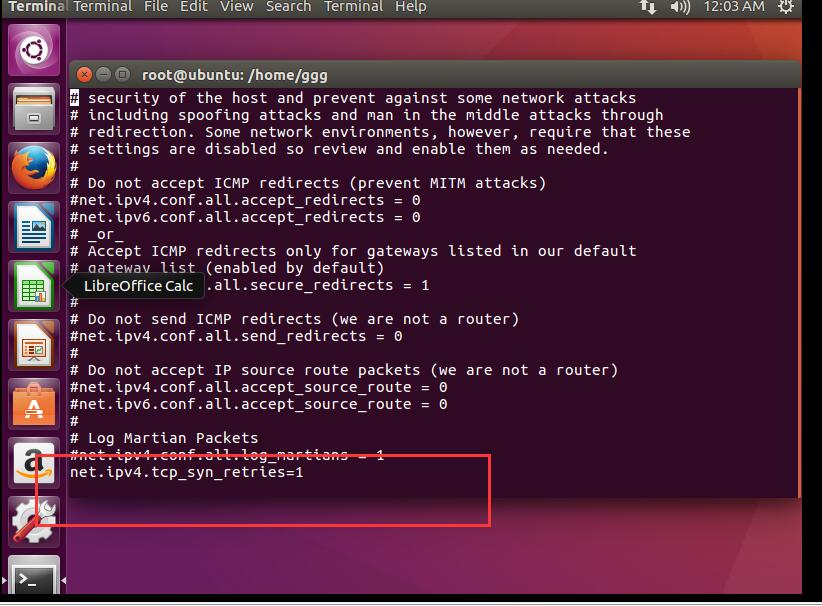 Terminal Terminal File Edit View Search Terminal Help 12:03 AM
root@ubuntu: /home/ggg
# security of the host and prevent against some network attacks
# including spoofing attacks and man in the middle attacks through
# redirection. Some network environments, however, require that these
# settings are disabled so review and enable them as needed.
#
# Do not accept ICMP redirects (prevent MITM attacks)
#net.ipv4.conf.all.accept_redirects = 0
#net.ipv6.conf.all.accept_redirects = 0
# _or_
# Accept ICMP redirects only for gateways listed in our default
# gateway list (enabled by default)
LibreOffice Calc
.all.secure_redirects = 1
#
# Do not send ICMP redirects (we are not a router)
#net.ipv4.conf.all.send_redirects = 0
#
# Do not accept IP source route packets (we are not a router)
#net.ipv4.conf.all.accept_source_route = 0
#net.ipv6.conf.all.accept_source_route = 0
#
# Log Martian Packets
#net.ipv4.conf.all.log_martians = 1
net.ipv4.tcp_syn_retries=1